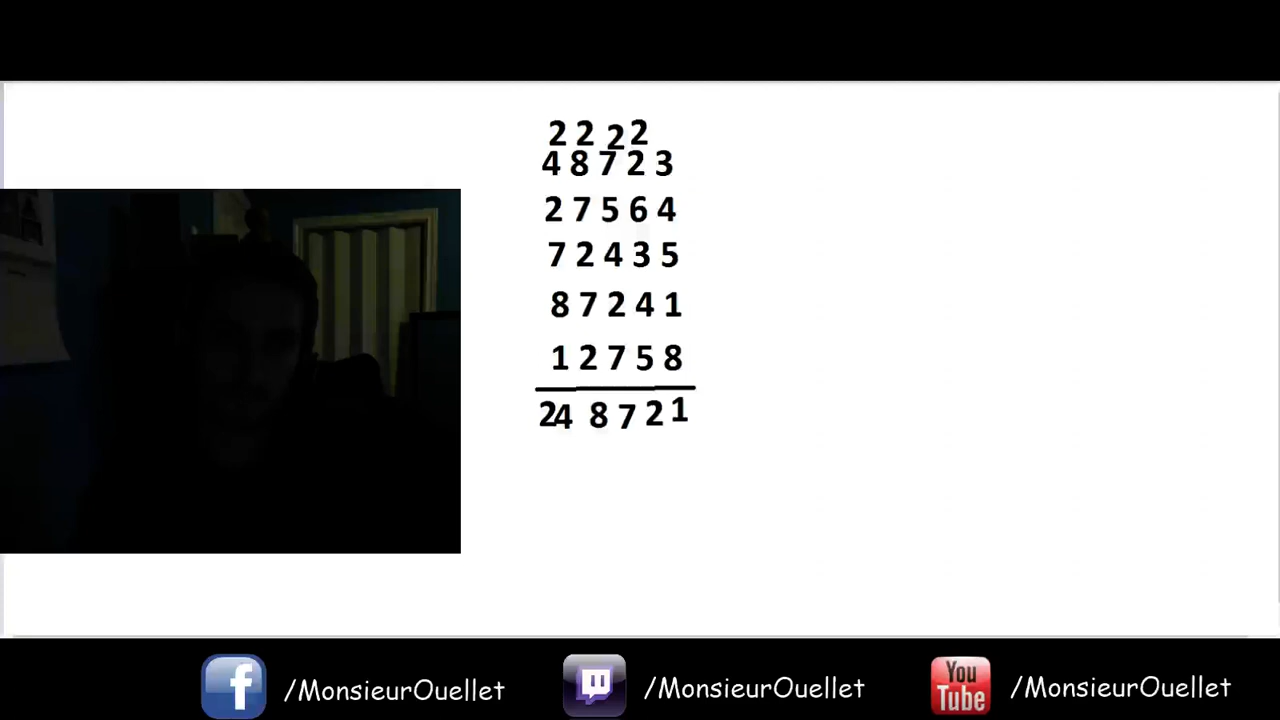 2 2 2 2
4 8 7 2 3
2 7 5 6 4
7 2 4 3 5
8 7 2 4 1
1 2 7 5 8
24 8 7 2 1
/MonsieurOuellet /MonsieurOuellet You Tube /MonsieurOuellet